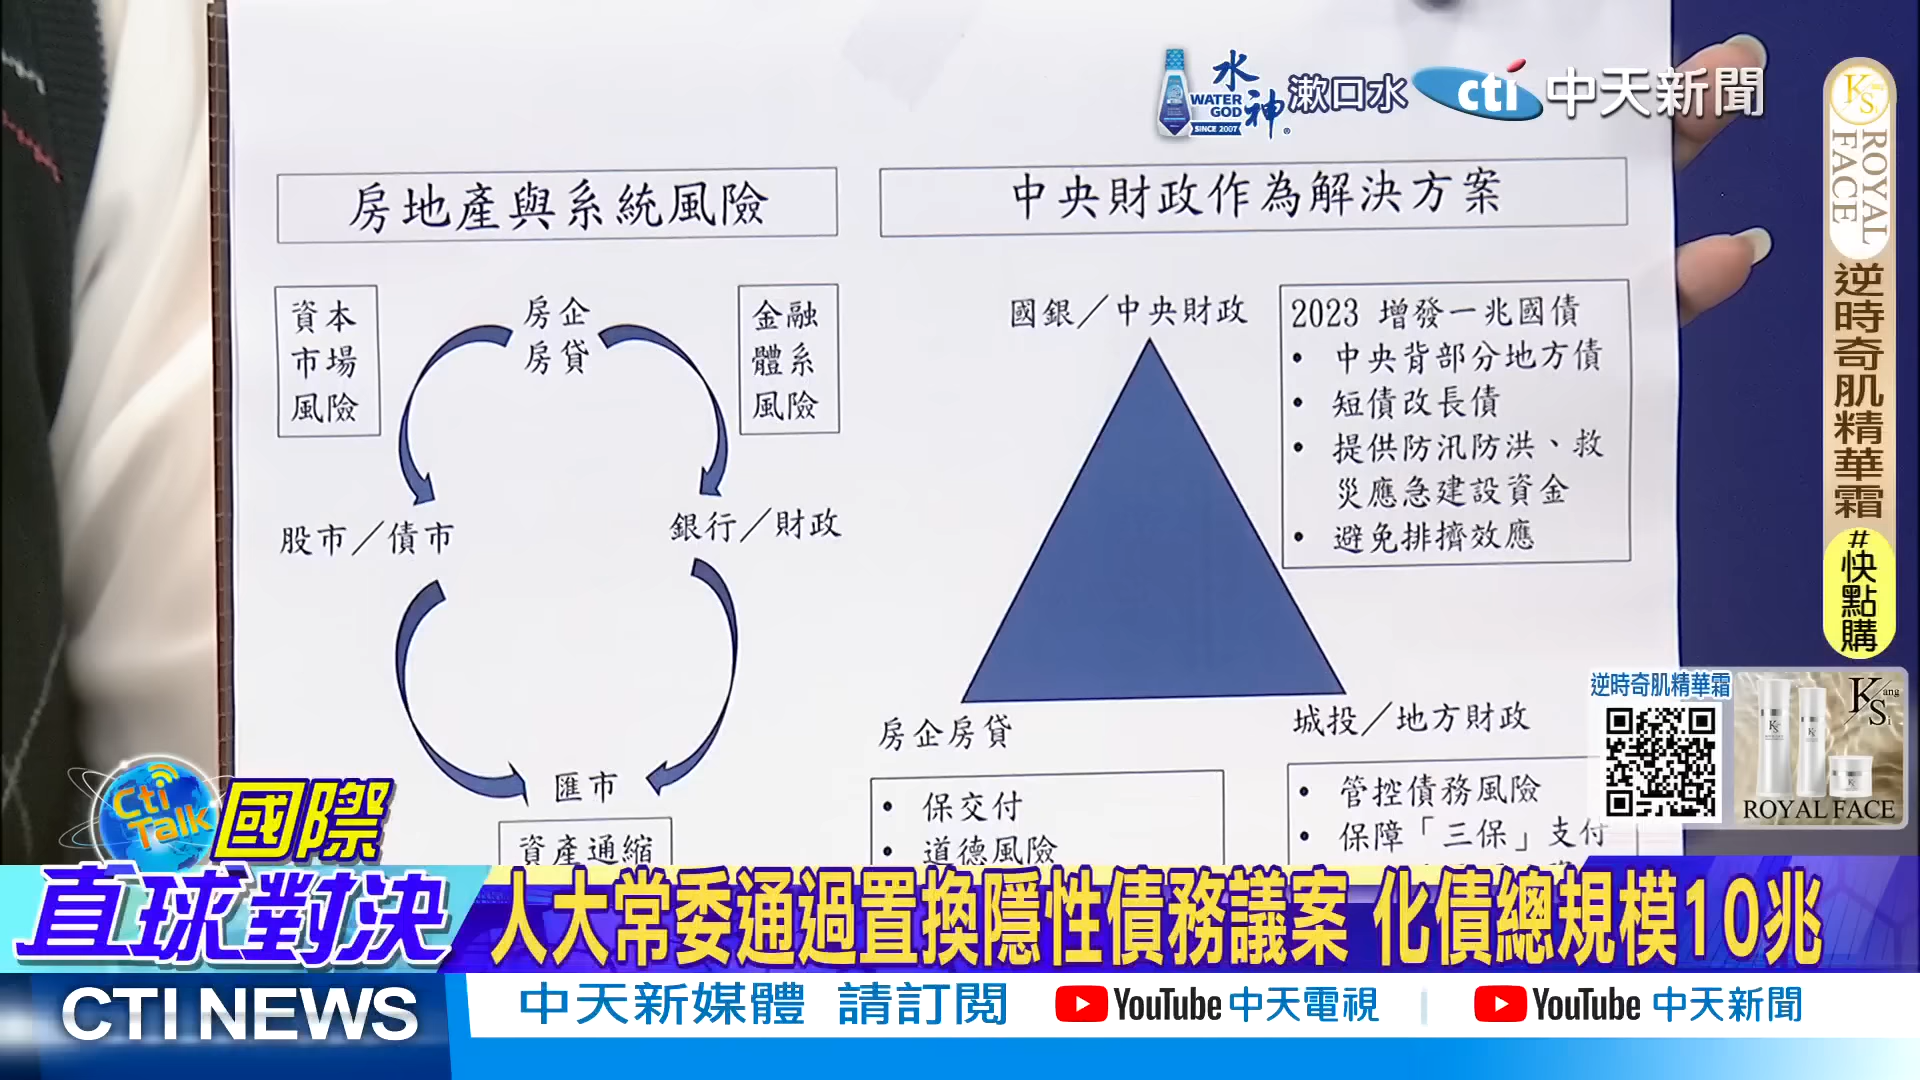 水神
WATER GOD
SINCE 2007
漱口水
cti 中天新聞
KS
ang
ROYAL FACE
逆時奇肌精華霜
#快點購
房地產與系統風險
中央財政作為解決方案
資本
市場
風險
房企
房貸
金融
體系
風險
股市／債市
銀行／財政
匯市
資產通縮
國銀／中央財政
2023 增發一兆國債
• 中央背部分地方債
• 短債改長債
• 提供防汛防洪、救
災應急建設資金
• 避免排擠效應
房企房貸
城投／地方財政
• 保交付
• 道德風險
• 管控債務風險
• 保障「三保」支付
逆時奇肌精華霜
KS
ang
ROYAL FACE
Cti Talk
國際
直球對決
人大常委通過置換隱性債務議案 化債總規模10兆
CTI NEWS
中天新媒體 請訂閱 YouTube 中天電視 | YouTube 中天新聞